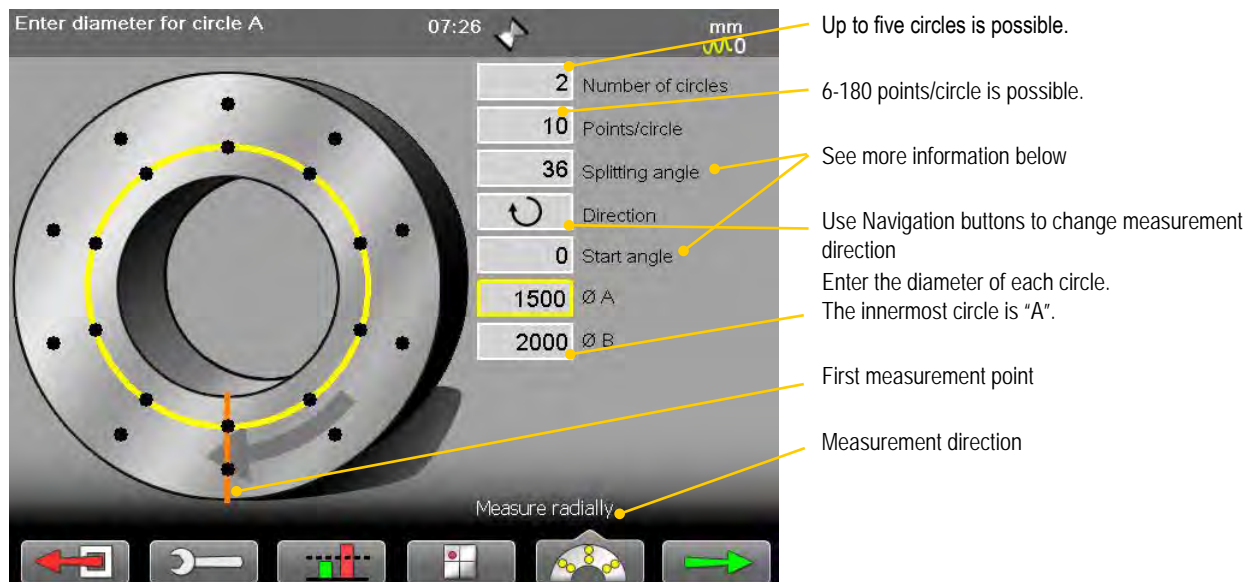 Enter diameter for circle A
07:26
mm
0
2 Number of circles
10 Points/circle
36 Splitting angle
Direction
0 Start angle
1500 Ø A
2000 Ø B
Measure radially
Up to five circles is possible.
6-180 points/circle is possible.
See more information below
Use Navigation buttons to change measurement
direction
Enter the diameter of each circle.
The innermost circle is “A”.
First measurement point
Measurement direction